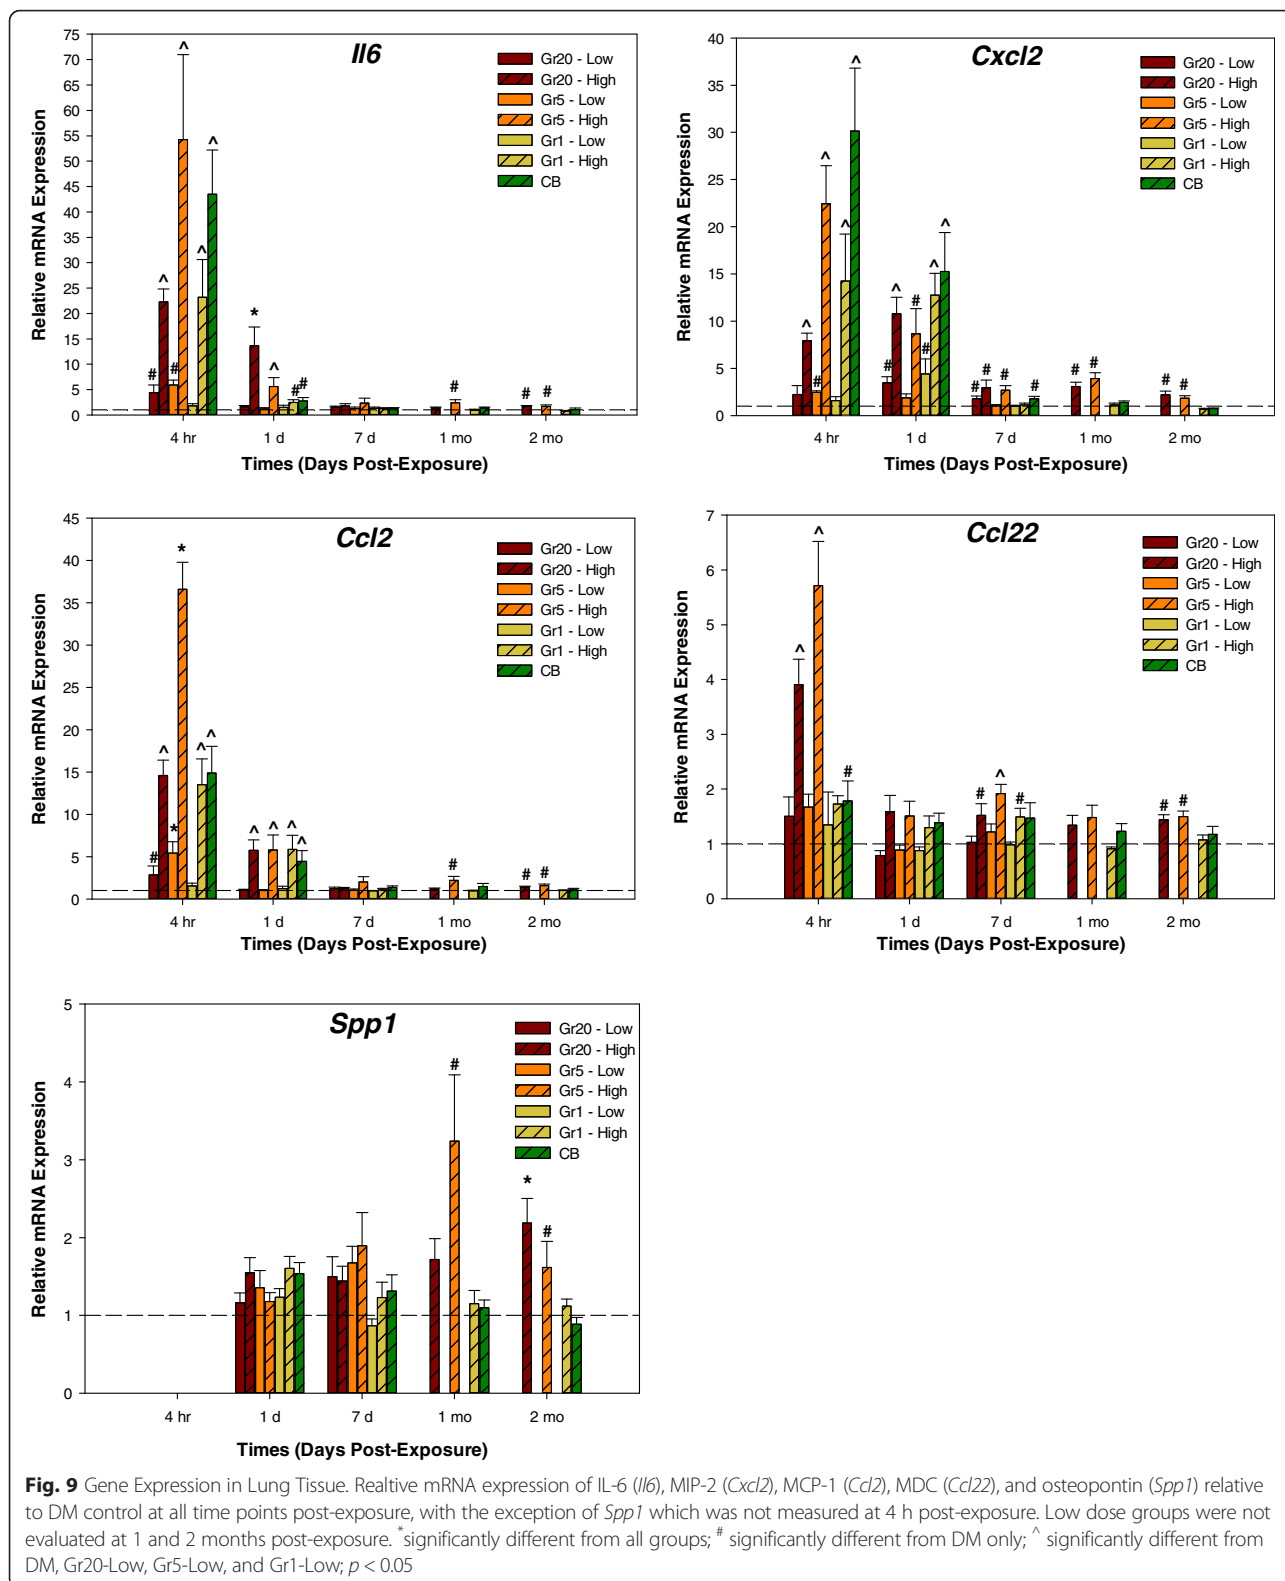 Il6
75
70
65
60
55
50
45
40
35
30
25
20
15
10
5
0
Relative mRNA Expression
Gr20 - Low
Gr20 - High
Gr5 - Low
Gr5 - High
Gr1 - Low
Gr1 - High
CB
^ ^ ^ ^ ^ # # * ^ # # # # #
4 hr 1 d 7 d 1 mo 2 mo
Times (Days Post-Exposure)
Cxcl2
40
35
30
25
20
15
10
5
0
Relative mRNA Expression
Gr20 - Low
Gr20 - High
Gr5 - Low
Gr5 - High
Gr1 - Low
Gr1 - High
CB
^ # ^ ^ ^ # ^ # # ^ ^ # # # # # # # #
4 hr 1 d 7 d 1 mo 2 mo
Times (Days Post-Exposure)
Ccl2
45
40
35
30
25
20
15
10
5
0
Relative mRNA Expression
Gr20 - Low
Gr20 - High
Gr5 - Low
Gr5 - High
Gr1 - Low
Gr1 - High
CB
# ^ * * ^ ^ ^ ^ ^ ^ # # #
4 hr 1 d 7 d 1 mo 2 mo
Times (Days Post-Exposure)
Ccl22
7
6
5
4
3
2
1
0
Relative mRNA Expression
Gr20 - Low
Gr20 - High
Gr5 - Low
Gr5 - High
Gr1 - Low
Gr1 - High
CB
^ ^ # # ^ # # #
4 hr 1 d 7 d 1 mo 2 mo
Times (Days Post-Exposure)
Spp1
5
4
3
2
1
0
Relative mRNA Expression
Gr20 - Low
Gr20 - High
Gr5 - Low
Gr5 - High
Gr1 - Low
Gr1 - High
CB
# * #
4 hr 1 d 7 d 1 mo 2 mo
Times (Days Post-Exposure)
Fig. 9 Gene Expression in Lung Tissue. Realtive mRNA expression of IL-6 (Il6), MIP-2 (Cxcl2), MCP-1 (Ccl2), MDC (Ccl22), and osteopontin (Spp1) relative
to DM control at all time points post-exposure, with the exception of Spp1 which was not measured at 4 h post-exposure. Low dose groups were not
evaluated at 1 and 2 months post-exposure. *significantly different from all groups; # significantly different from DM only; ^ significantly different from
DM, Gr20-Low, Gr5-Low, and Gr1-Low; p < 0.05